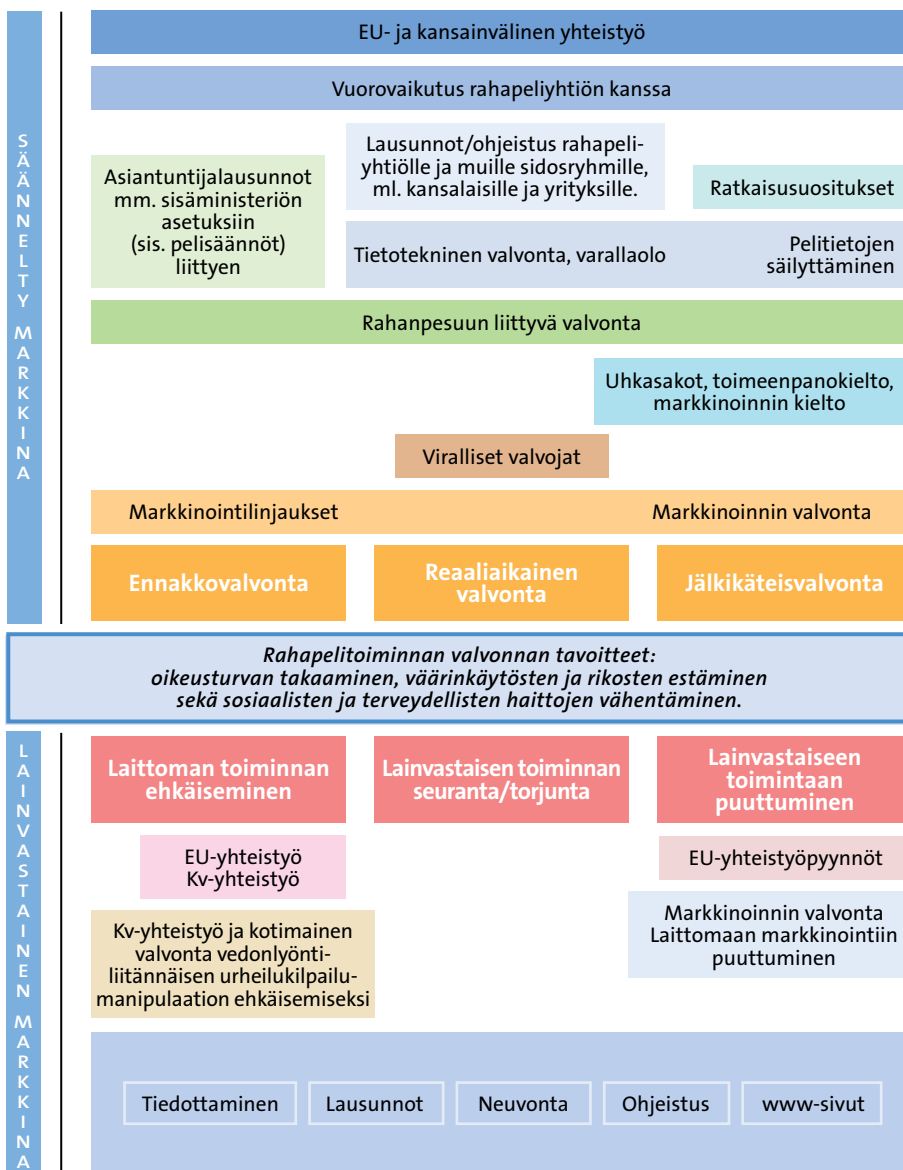 SÄÄNNELTY MARKKINA
EU- ja kansainvälinen yhteistyö
Vuorovaikutus rahapeliyhtiön kanssa
Asiantuntijalausunnot
mm. sisäministeriön
asetuksiin
(sis. pelisäännöt)
liittyen
Lausunnot/ohjeistus rahapeli-
yhtiölle ja muille sidosryhmille,
ml. kansalaisille ja yrityksille.
Ratkaisusuositukset
Tietotekninen valvonta, varallaolo
Pelitietojen
säilyttäminen
Rahanpesuun liittyvä valvonta
Uhkasakot, toimeenpanokielto,
markkinoinnin kielto
Viralliset valvojat
Markkinointilinjaukset
Markkinoinnin valvonta
Ennakkovalvonta
Reaaliaikainen
valvonta
Jälkikäteisvalvonta
Rahapelitoiminnan valvonnan tavoitteet:
oikeusturvan takaaminen, väärinkäytösten ja rikosten estäminen
sekä sosiaalisten ja terveydellisten haittojen vähentäminen.
LAINVASTAINEN MARKKINA
Laittoman toiminnan
ehkäiseminen
Lainvastaisen toiminnan
seuranta/torjunta
Lainvastaiseen
toimintaan
puuttuminen
EU-yhteistyö
Kv-yhteistyö
EU-yhteistyöpyynnöt
Kv-yhteistyö ja kotimainen
valvonta vedonlyönti-
liitännäisen urheilukilpailu-
manipulaation ehkäisemiseksi
Markkinoinnin valvonta
Laittomaan markkinointiin
puuttuminen
Tiedottaminen
Lausunnot
Neuvonta
Ohjeistus
www-sivut